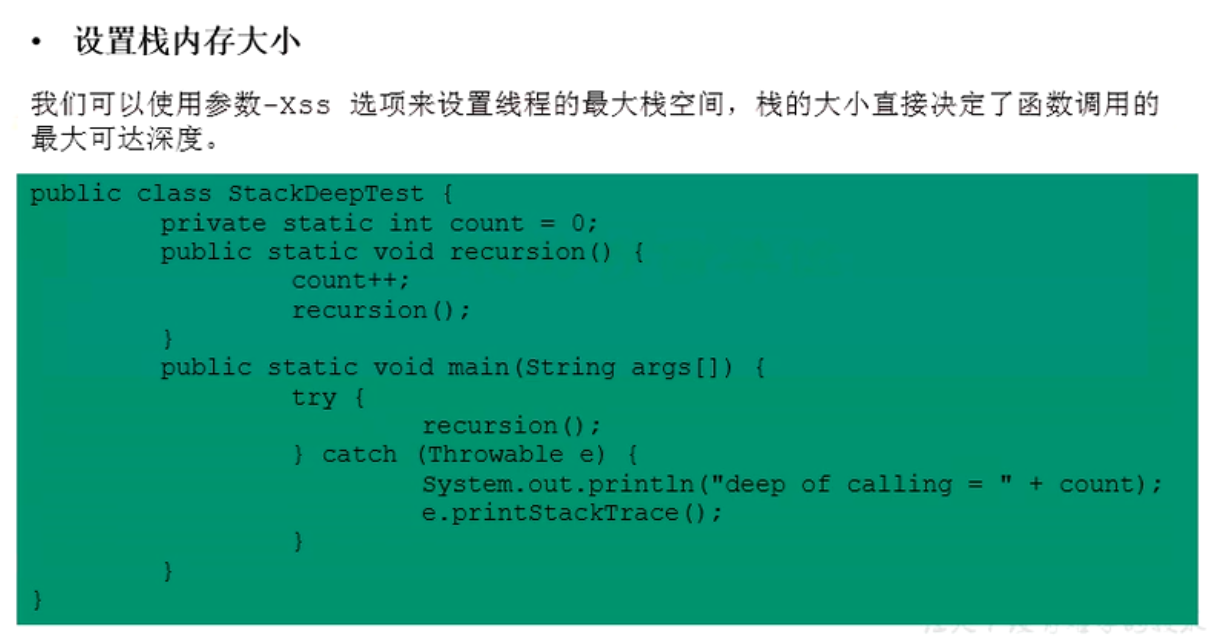 • 设置栈内存大小
我们可以使用参数-Xss 选项来设置线程的最大栈空间，栈的大小直接决定了函数调用的
最大可达深度。
public class StackDeepTest {
private static int count = 0;
public static void recursion() {
count++;
recursion();
}
public static void main(String args[]) {
try {
recursion();
} catch (Throwable e) {
System.out.println("deep of calling = " + count);
e.printStackTrace();
}
}
}